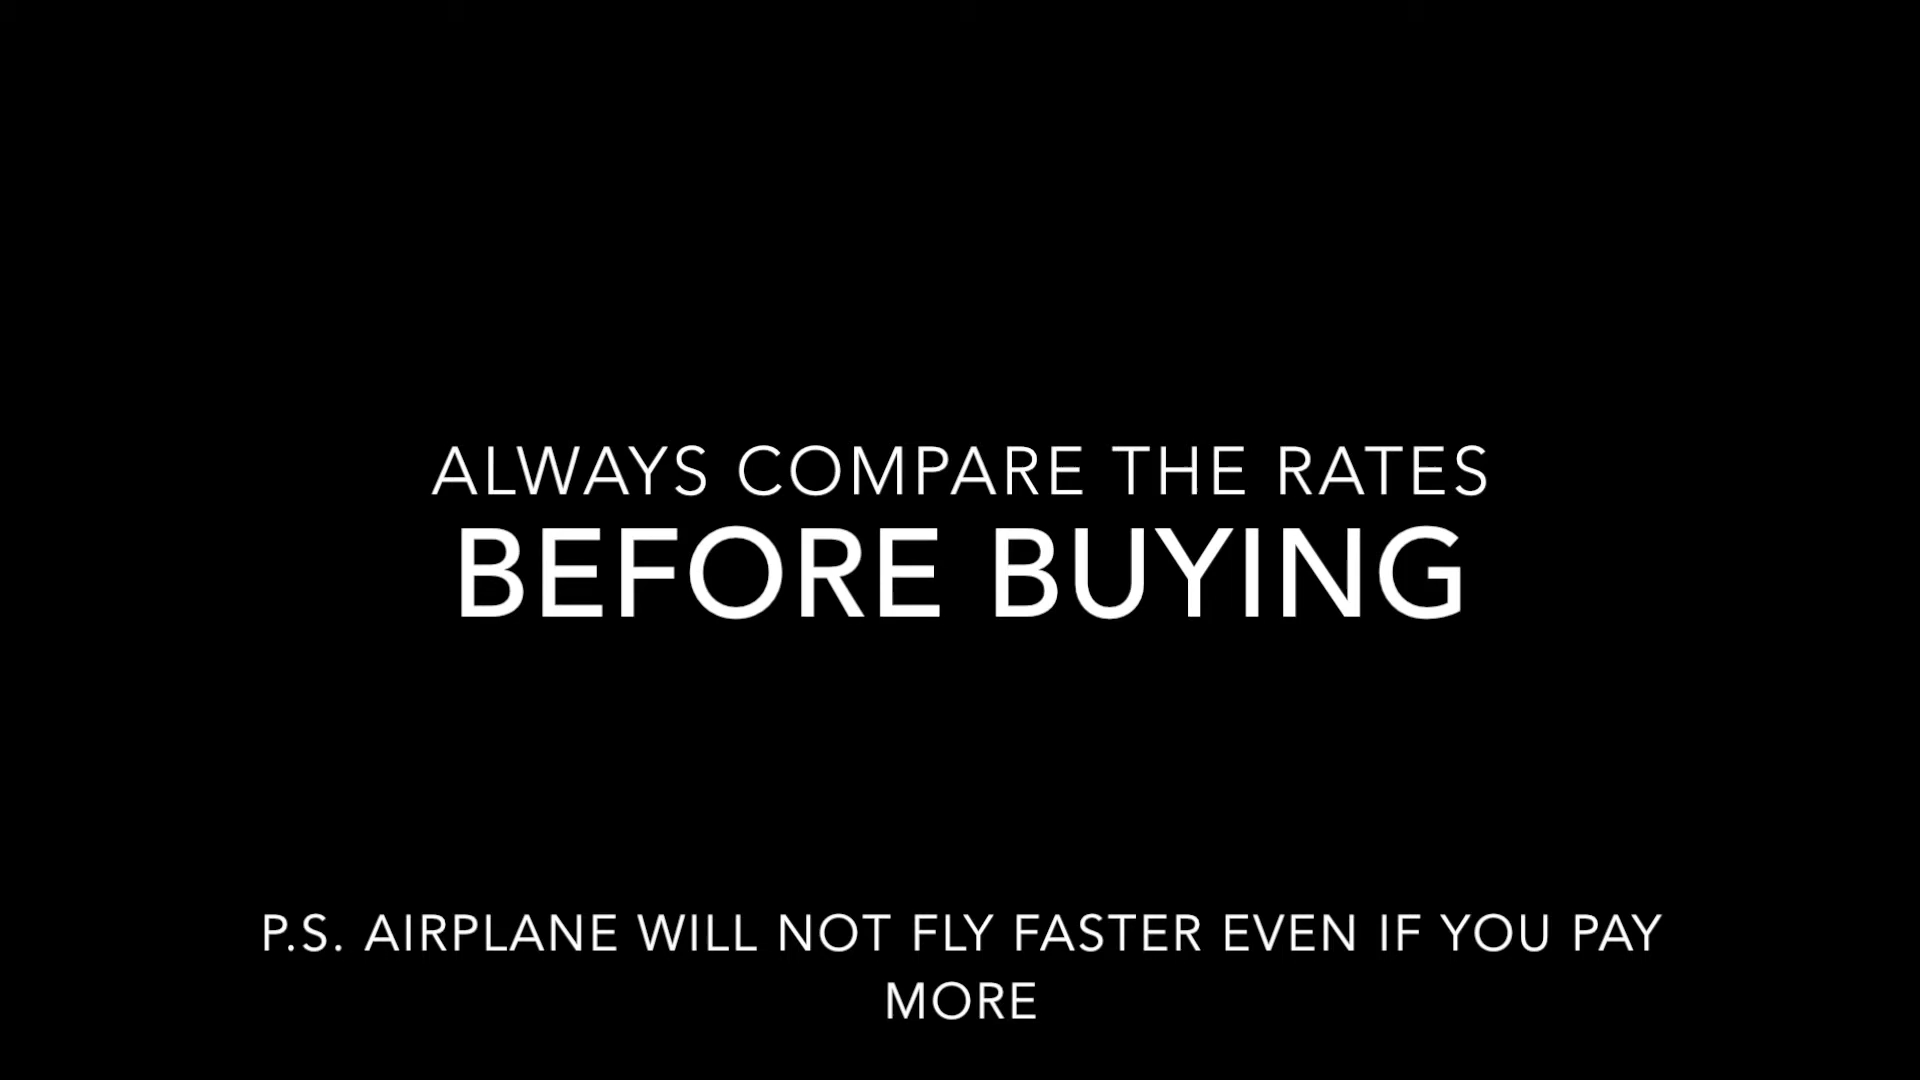 ALWAYS COMPARE THE RATES
BEFORE BUYING
P.S. AIRPLANE WILL NOT FLY FASTER EVEN IF YOU PAY
MORE